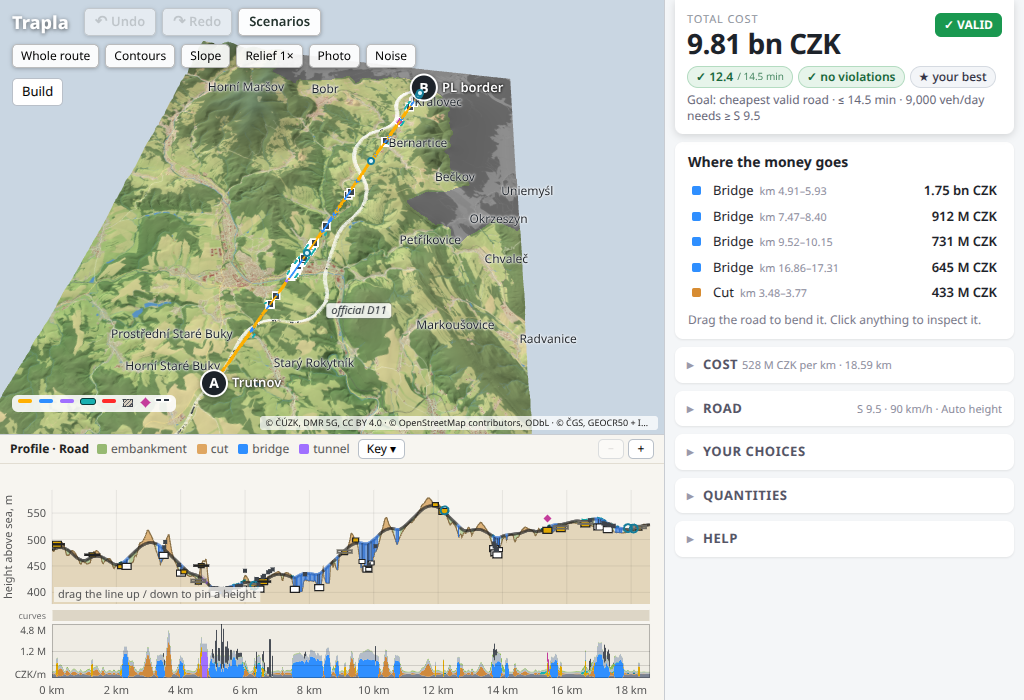 Trapla
↶ Undo
↷ Redo
Scenarios
Whole route
Contours
Slope
Relief 1×
Photo
Noise
Build
Horní Maršov
Bobr
B
PL border
Královec
Bernartice
Bečkov
Uniemyśl
Okrzeszyn
Petříkovice
Chvaleč
official D11
Markoušovice
Radvanice
Prostřední Staré Buky
Horní Staré Buky
Starý Rokytník
A
Trutnov
© ČÚZK, DMR 5G, CC BY 4.0 · © OpenStreetMap contributors, ODbL · © ČGS, GEOCR50 + I…
Profile · Road
embankment
cut
bridge
tunnel
Key ▾
−
+
height above sea, m
550
500
450
400
drag the line up / down to pin a height
curves
4.8 M
1.2 M
CZK/m
0 km
2 km
4 km
6 km
8 km
10 km
12 km
14 km
16 km
18 km
TOTAL COST
9.81 bn CZK
✓ VALID
✓ 12.4 / 14.5 min
✓ no violations
★ your best
Goal: cheapest valid road · ≤ 14.5 min · 9,000 veh/day
needs ≥ S 9.5
Where the money goes
Bridge km 4.91–5.93 1.75 bn CZK
Bridge km 7.47–8.40 912 M CZK
Bridge km 9.52–10.15 731 M CZK
Bridge km 16.86–17.31 645 M CZK
Cut km 3.48–3.77 433 M CZK
Drag the road to bend it. Click anything to inspect it.
▶ COST 528 M CZK per km · 18.59 km
▶ ROAD S 9.5 · 90 km/h · Auto height
▶ YOUR CHOICES
▶ QUANTITIES
▶ HELP